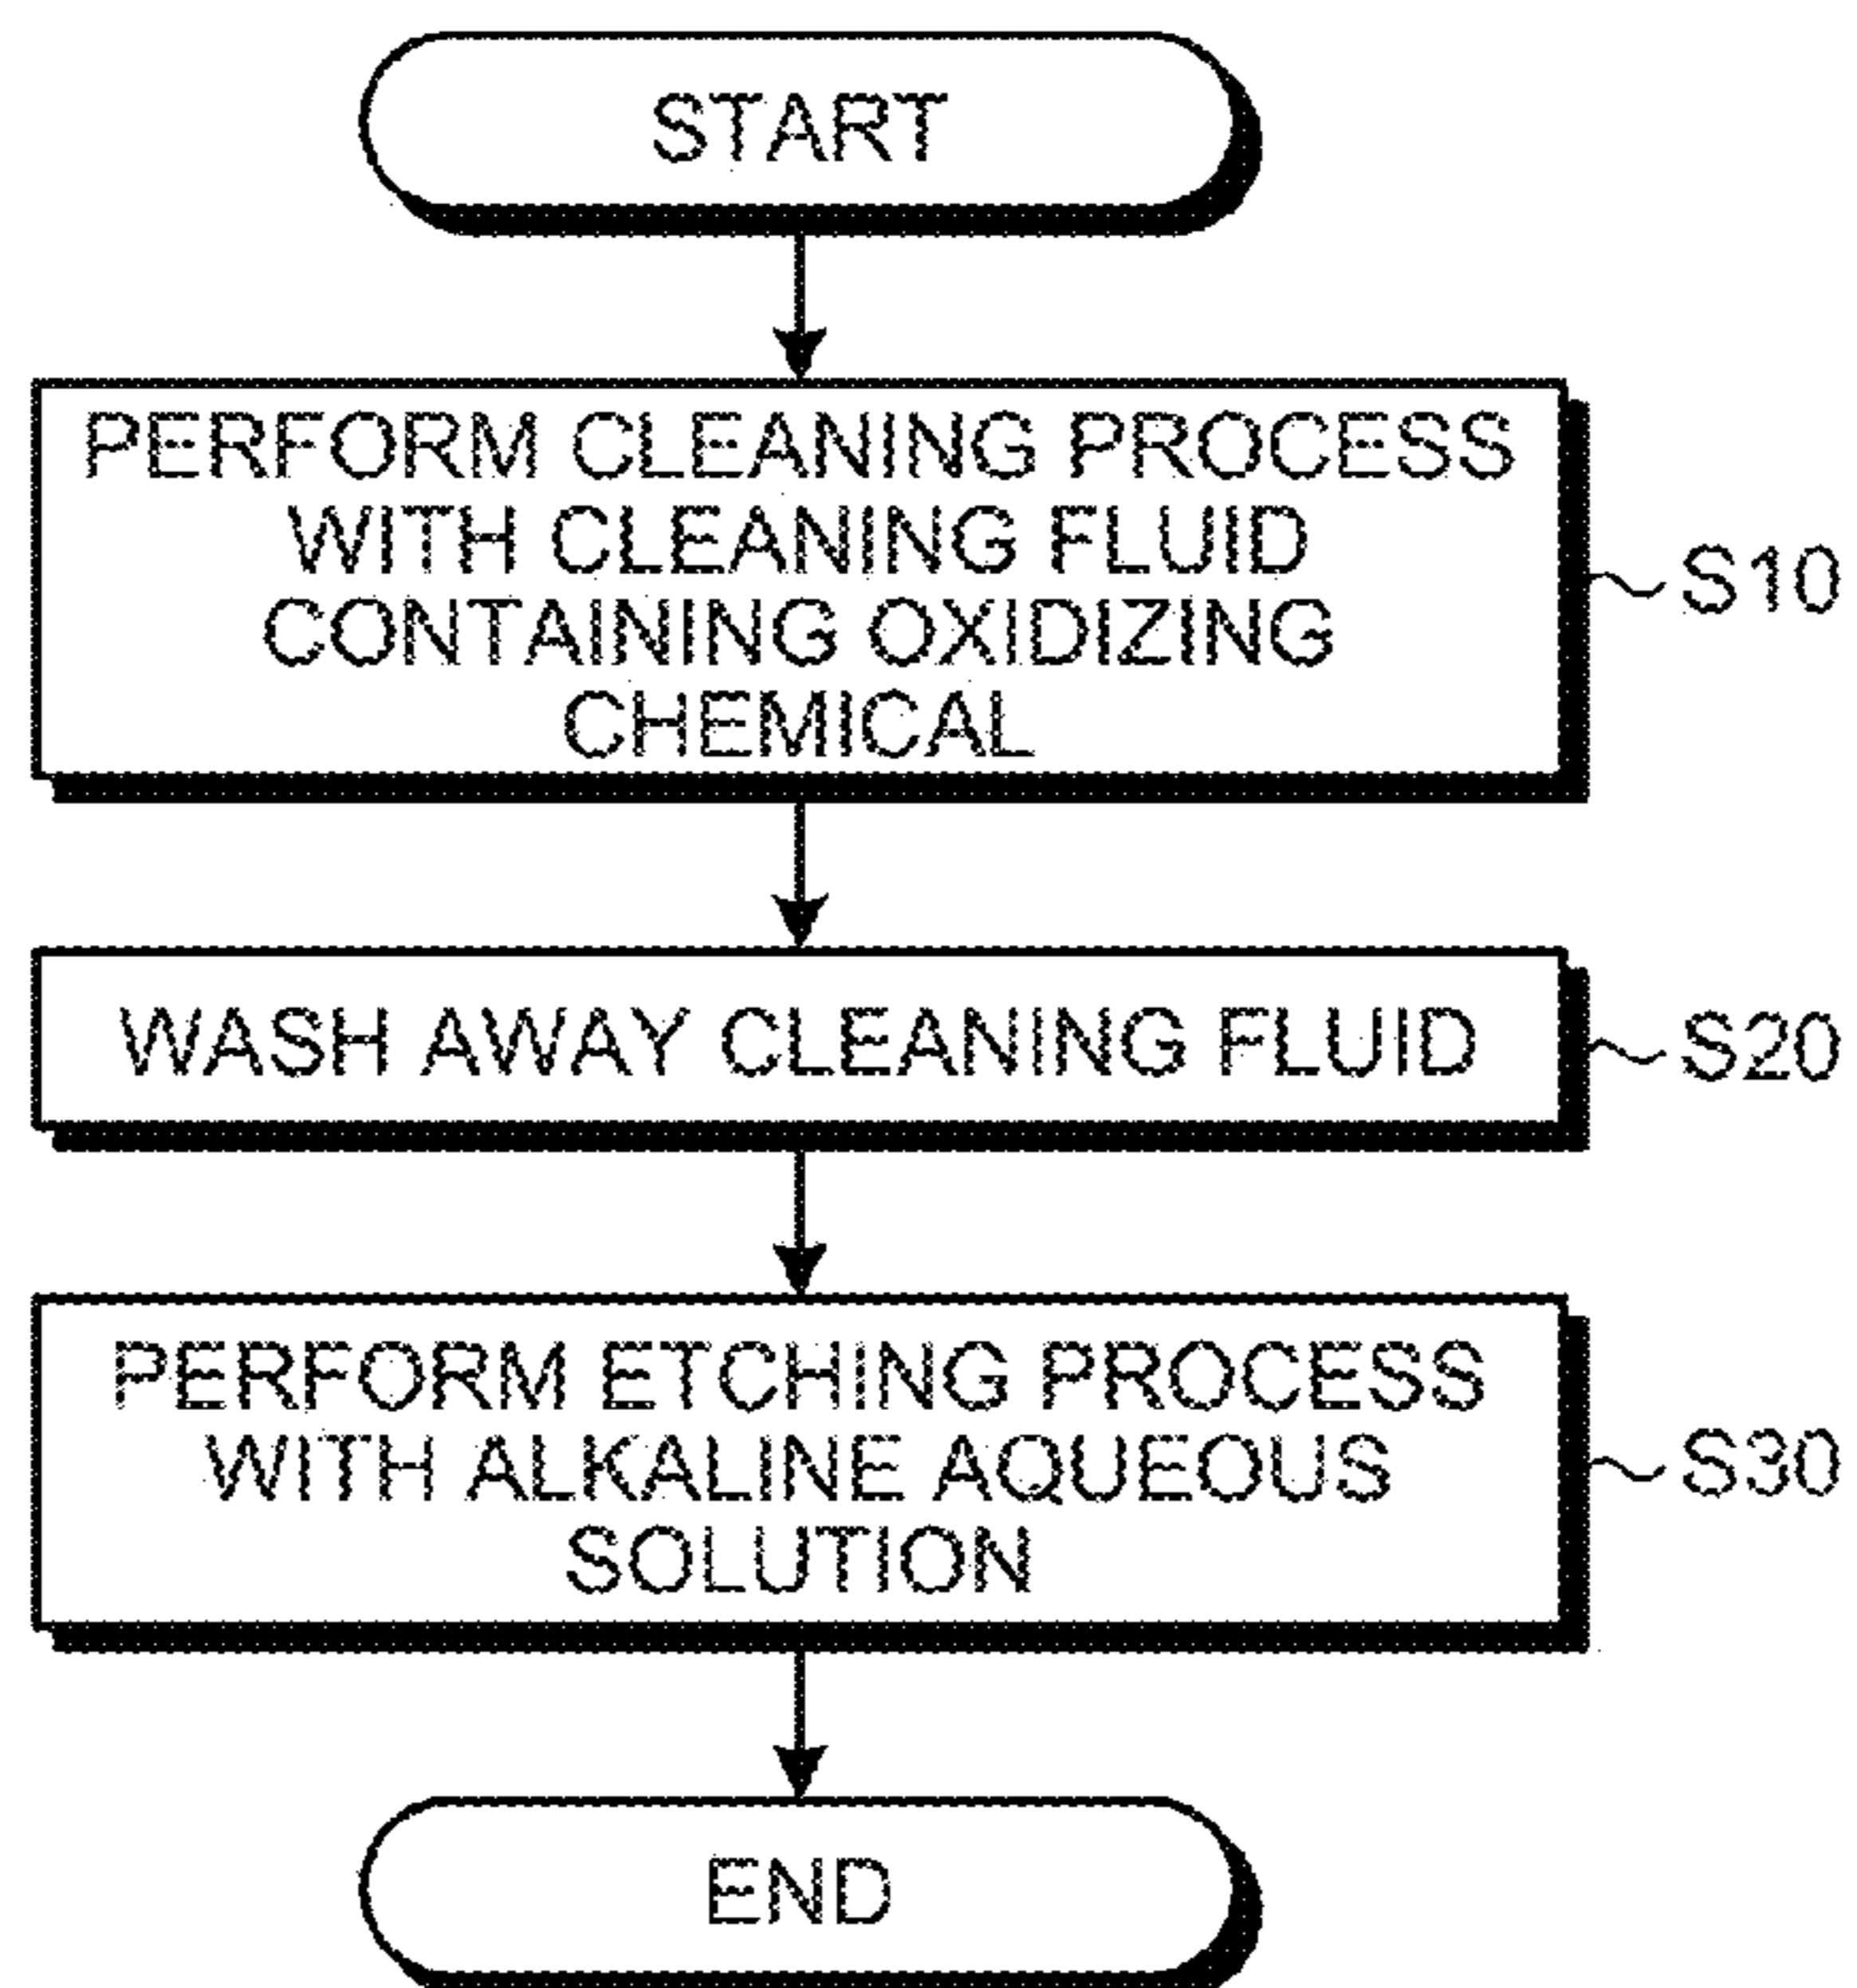 START
PERFORM CLEANING PROCESS
WITH CLEANING FLUID
CONTAINING OXIDIZING
CHEMICAL
S10
WASH AWAY CLEANING FLUID
S20
PERFORM ETCHING PROCESS
WITH ALKALINE AQUEOUS
SOLUTION
S30
END